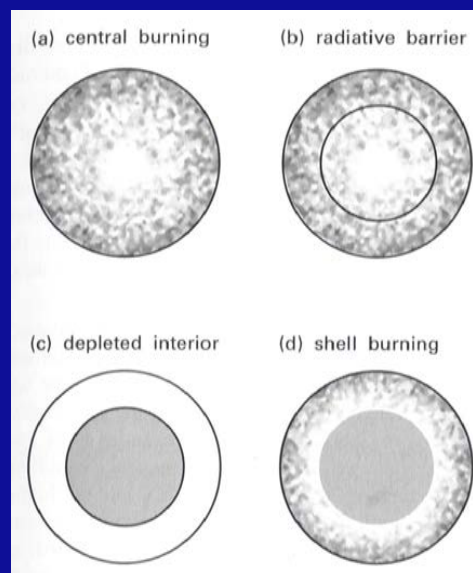 (a) central burning
(b) radiative barrier
(c) depleted interior
(d) shell burning